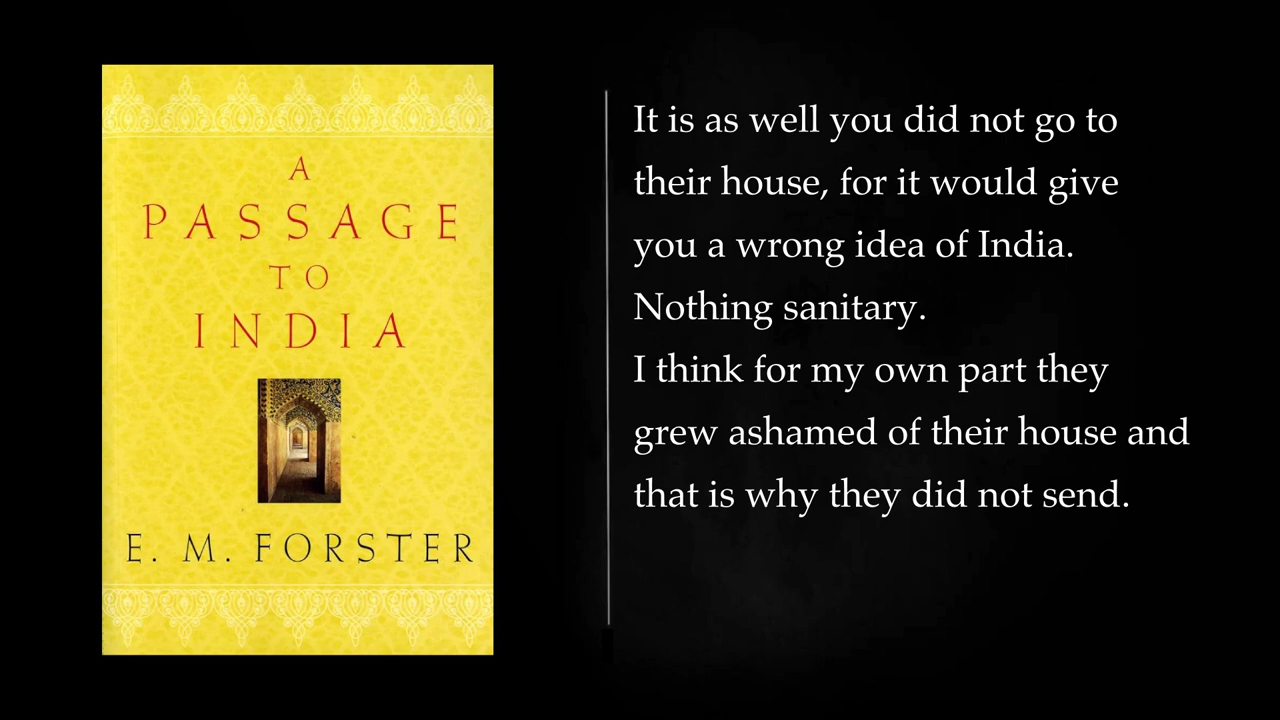 A
PASSAGE
TO
INDIA
E. M. FORSTER
It is as well you did not go to
their house, for it would give
you a wrong idea of India.
Nothing sanitary.
I think for my own part they
grew ashamed of their house and
that is why they did not send.